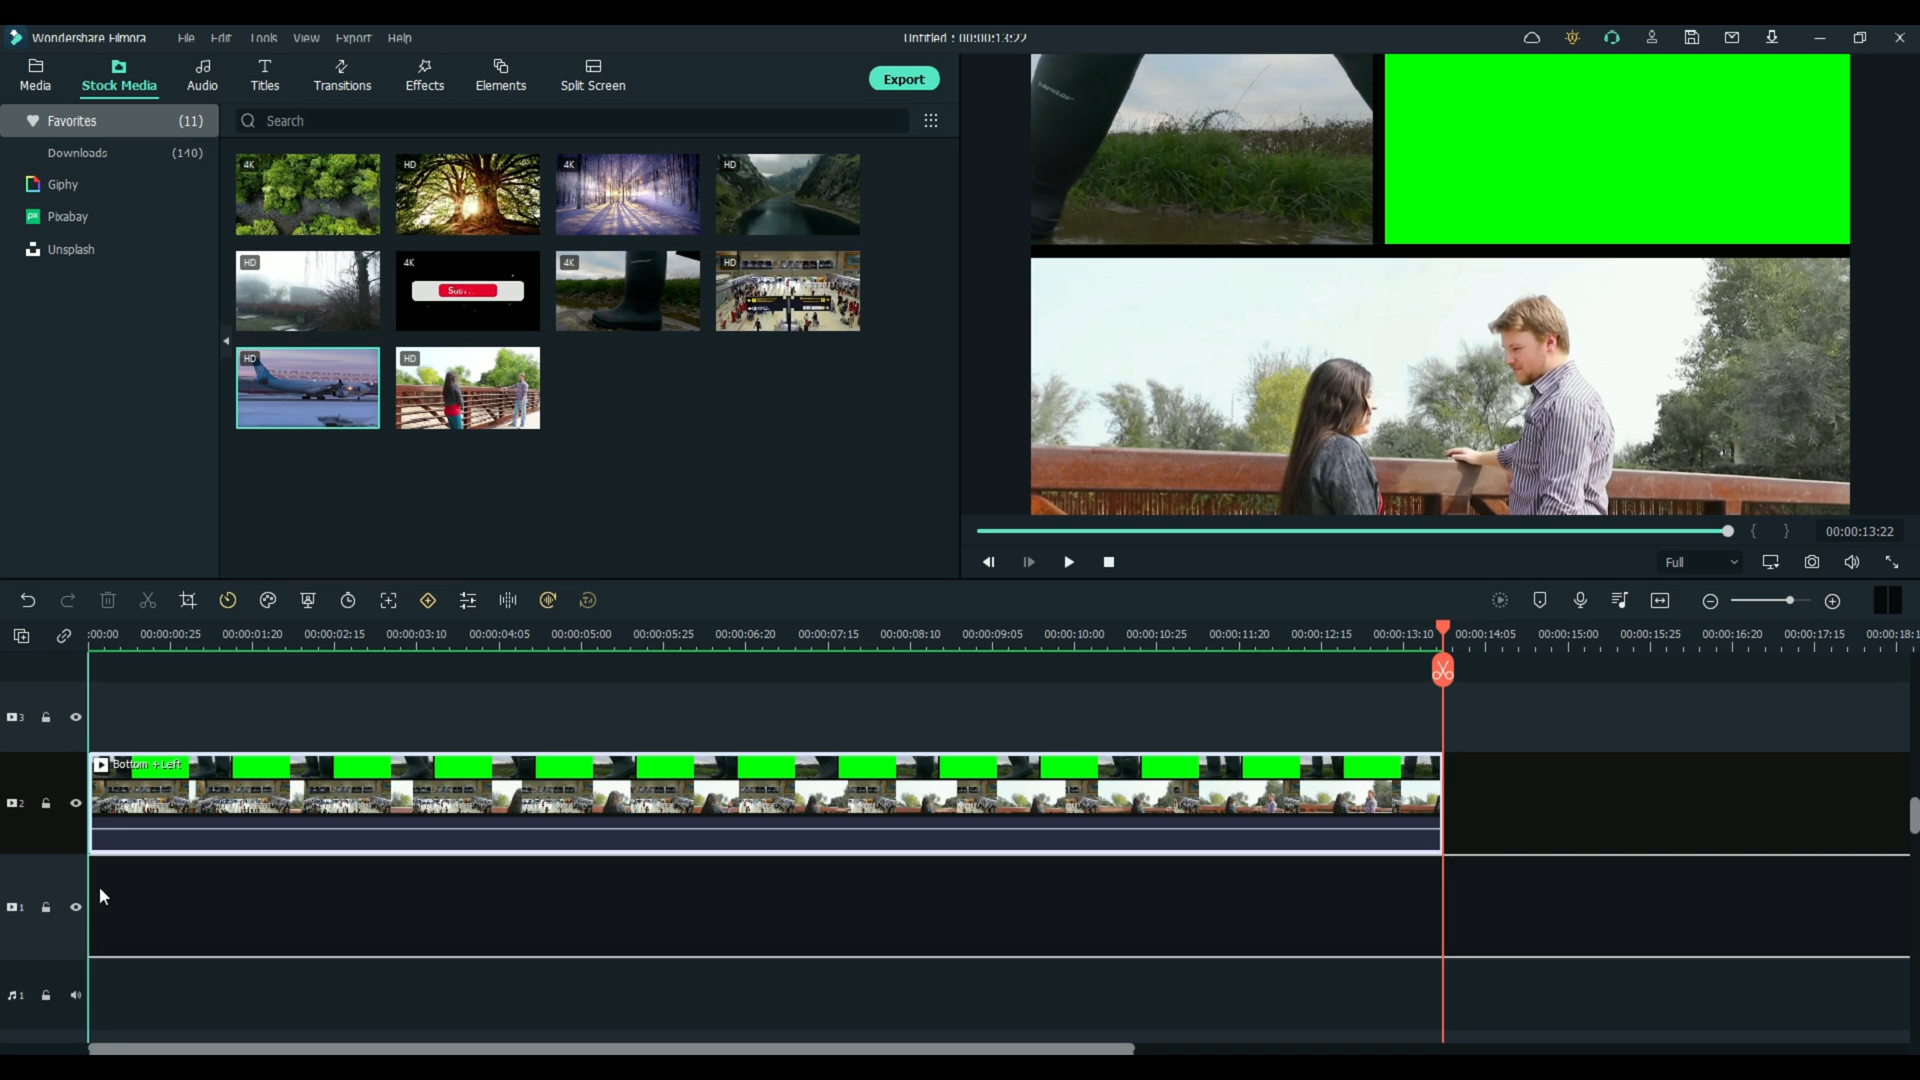 Wondershare Filmora File Edit Tools View Export Help Untitled : 00:00:13:22
Media Stock Media Audio Titles Transitions Effects Elements Split Screen Export
Favorites (11) Search
Downloads (140)
Giphy
Pixabay
Unsplash
4K HD 4K HD
HD 4K 4K HD
HD HD
00:00:13:22
Full
:00:00 00:00:00:25 00:00:01:20 00:00:02:15 00:00:03:10 00:00:04:05 00:00:05:00 00:00:05:25 00:00:06:20 00:00:07:15 00:00:08:10 00:00:09:05 00:00:10:00 00:00:10:25 00:00:11:20 00:00:12:15 00:00:13:10 00:00:14:05 00:00:15:00 00:00:15:25 00:00:16:20 00:00:17:15 00:00:18:1
3
Bottom + Left
2
1
1